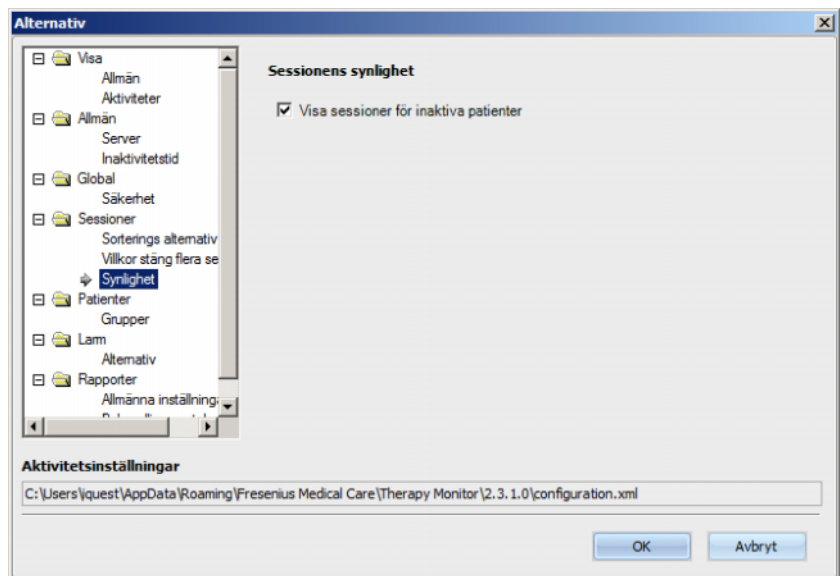 Alternativ
Visa
Allmän
Aktiviteter
Allmän
Server
Inaktivitetstid
Global
Säkerhet
Sessioner
Sorterings alternativ
Villkor stäng flera se
Synlighet
Patienter
Grupper
Larm
Alternativ
Rapporter
Allmänna inställning
Sessionens synlighet
Visa sessioner för inaktiva patienter
Aktivitetsinställningar
C:\Users\iquest\AppData\Roaming\Fresenius Medical Care\Therapy Monitor\2.3.1.0\configuration.xml
OK
Avbryt